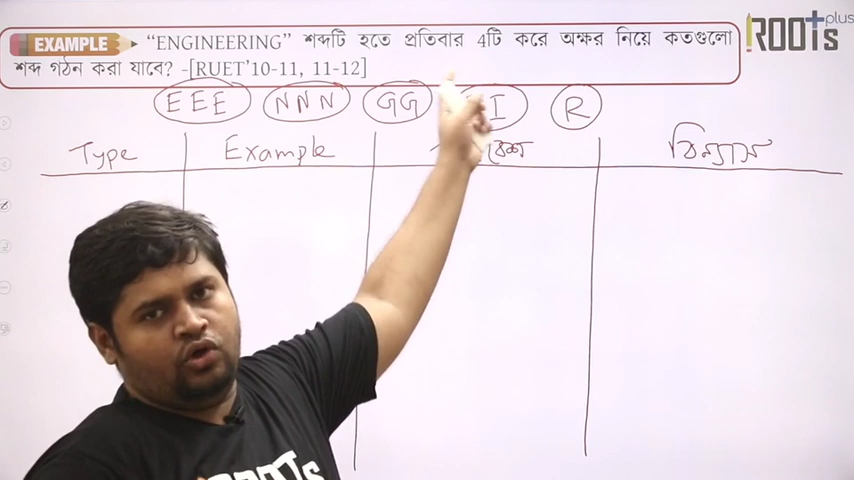 EXAMPLE "ENGINEERING" শব্দটি হতে প্রতিবার 4টি করে অক্ষর নিয়ে কতগুলো
শব্দ গঠন করা যাবে? -[RUET'10-11, 11-12]
ROOTs plus
EEE NNN GG I R
Type Example বিন্যাস
ROOTs